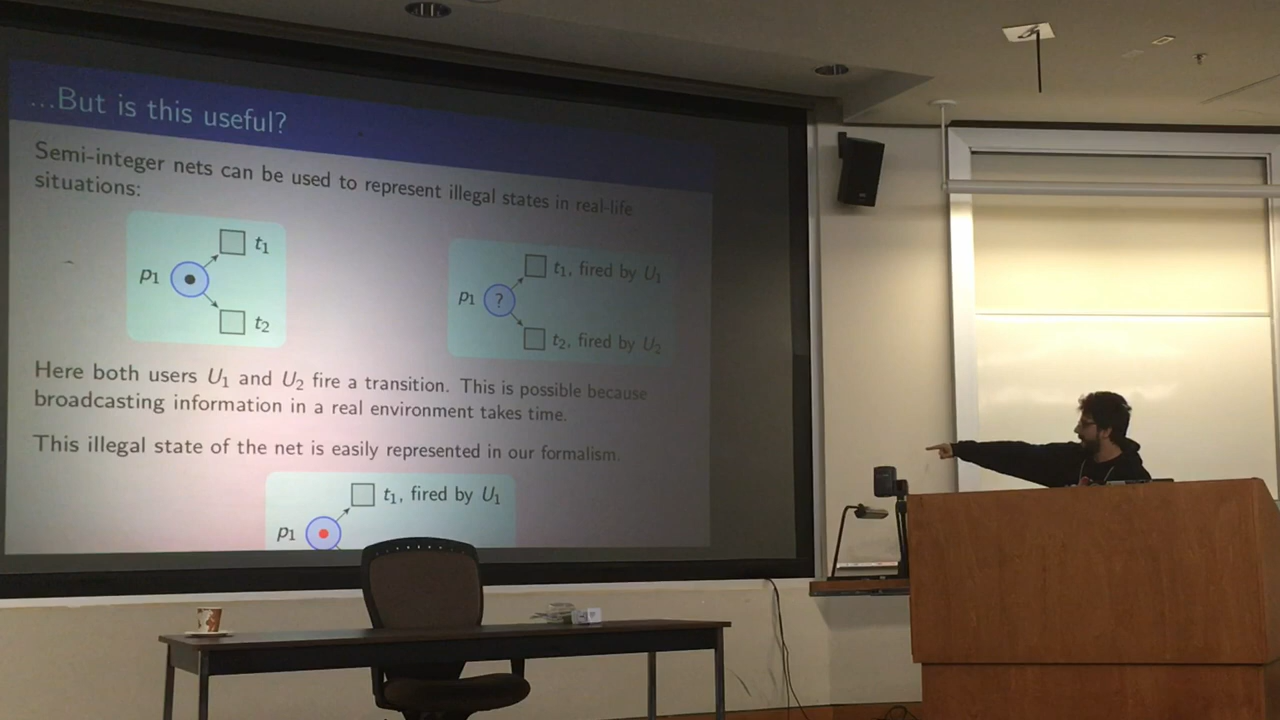 ...But is this useful?
Semi-integer nets can be used to represent illegal states in real-life
situations:
t₁
p₁
t₂
t₁, fired by U₁
p₁ ?
t₂, fired by U₂
Here both users U₁ and U₂ fire a transition. This is possible because
broadcasting information in a real environment takes time.
This illegal state of the net is easily represented in our formalism.
t₁, fired by U₁
p₁